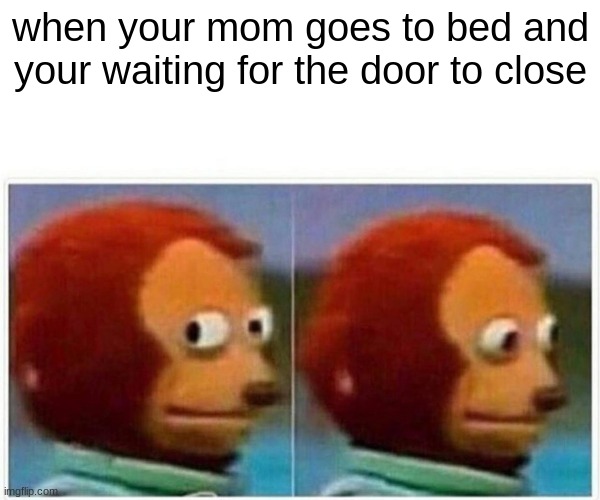 when your mom goes to bed and
your waiting for the door to close
imgflip.com